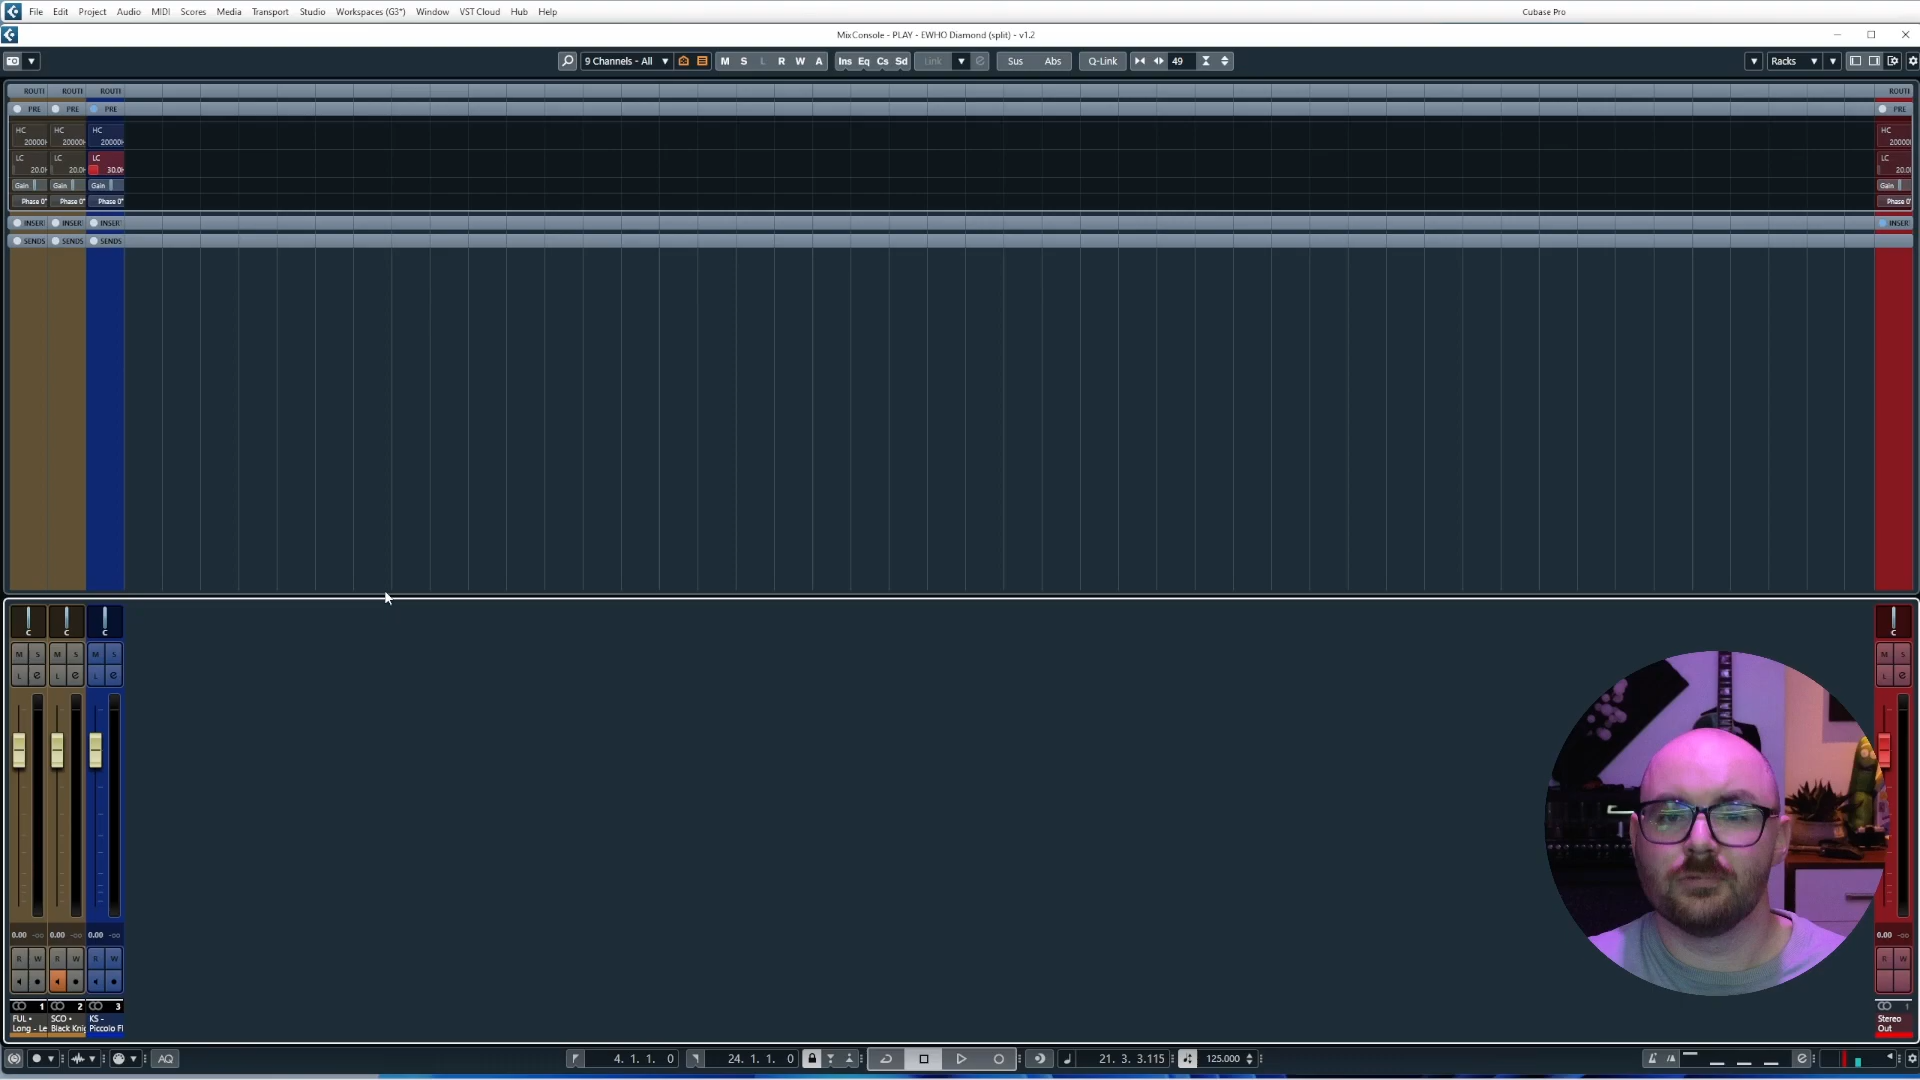 File Edit Project Audio MIDI Scores Media Transport Studio Workspaces (G3*) Window VST Cloud Hub Help Cubase Pro
MixConsole - PLAY - EWHO Diamond (split) - v1.2
9 Channels - All M S L R W A Ins Eq Cs Sd Link Sus Abs Q-Link 49 Racks
ROUTI ROUTI ROUTI ROUTI
PRE PRE PRE PRE
HC HC HC HC
20000 20000 20000 20000
LC LC LC LC
20.0 20.0 30.0 20.0
Gain Gain Gain Gain
Phase 0° Phase 0° Phase 0° Phase 0°
INSER INSER INSER INSER
SENDS SENDS SENDS
C C C C
M S M S M S M S
L e L e L e L e
0.00 -oo 0.00 -oo 0.00 -oo 0.00 -oo
R W R W R W R W
1 2 3 1
FUL • SCO • KS - Stereo
Long - Le Black Knig Piccolo Fl Out
AQ 4. 1. 1. 0 24. 1. 1. 0 21. 3. 3.115 125.000